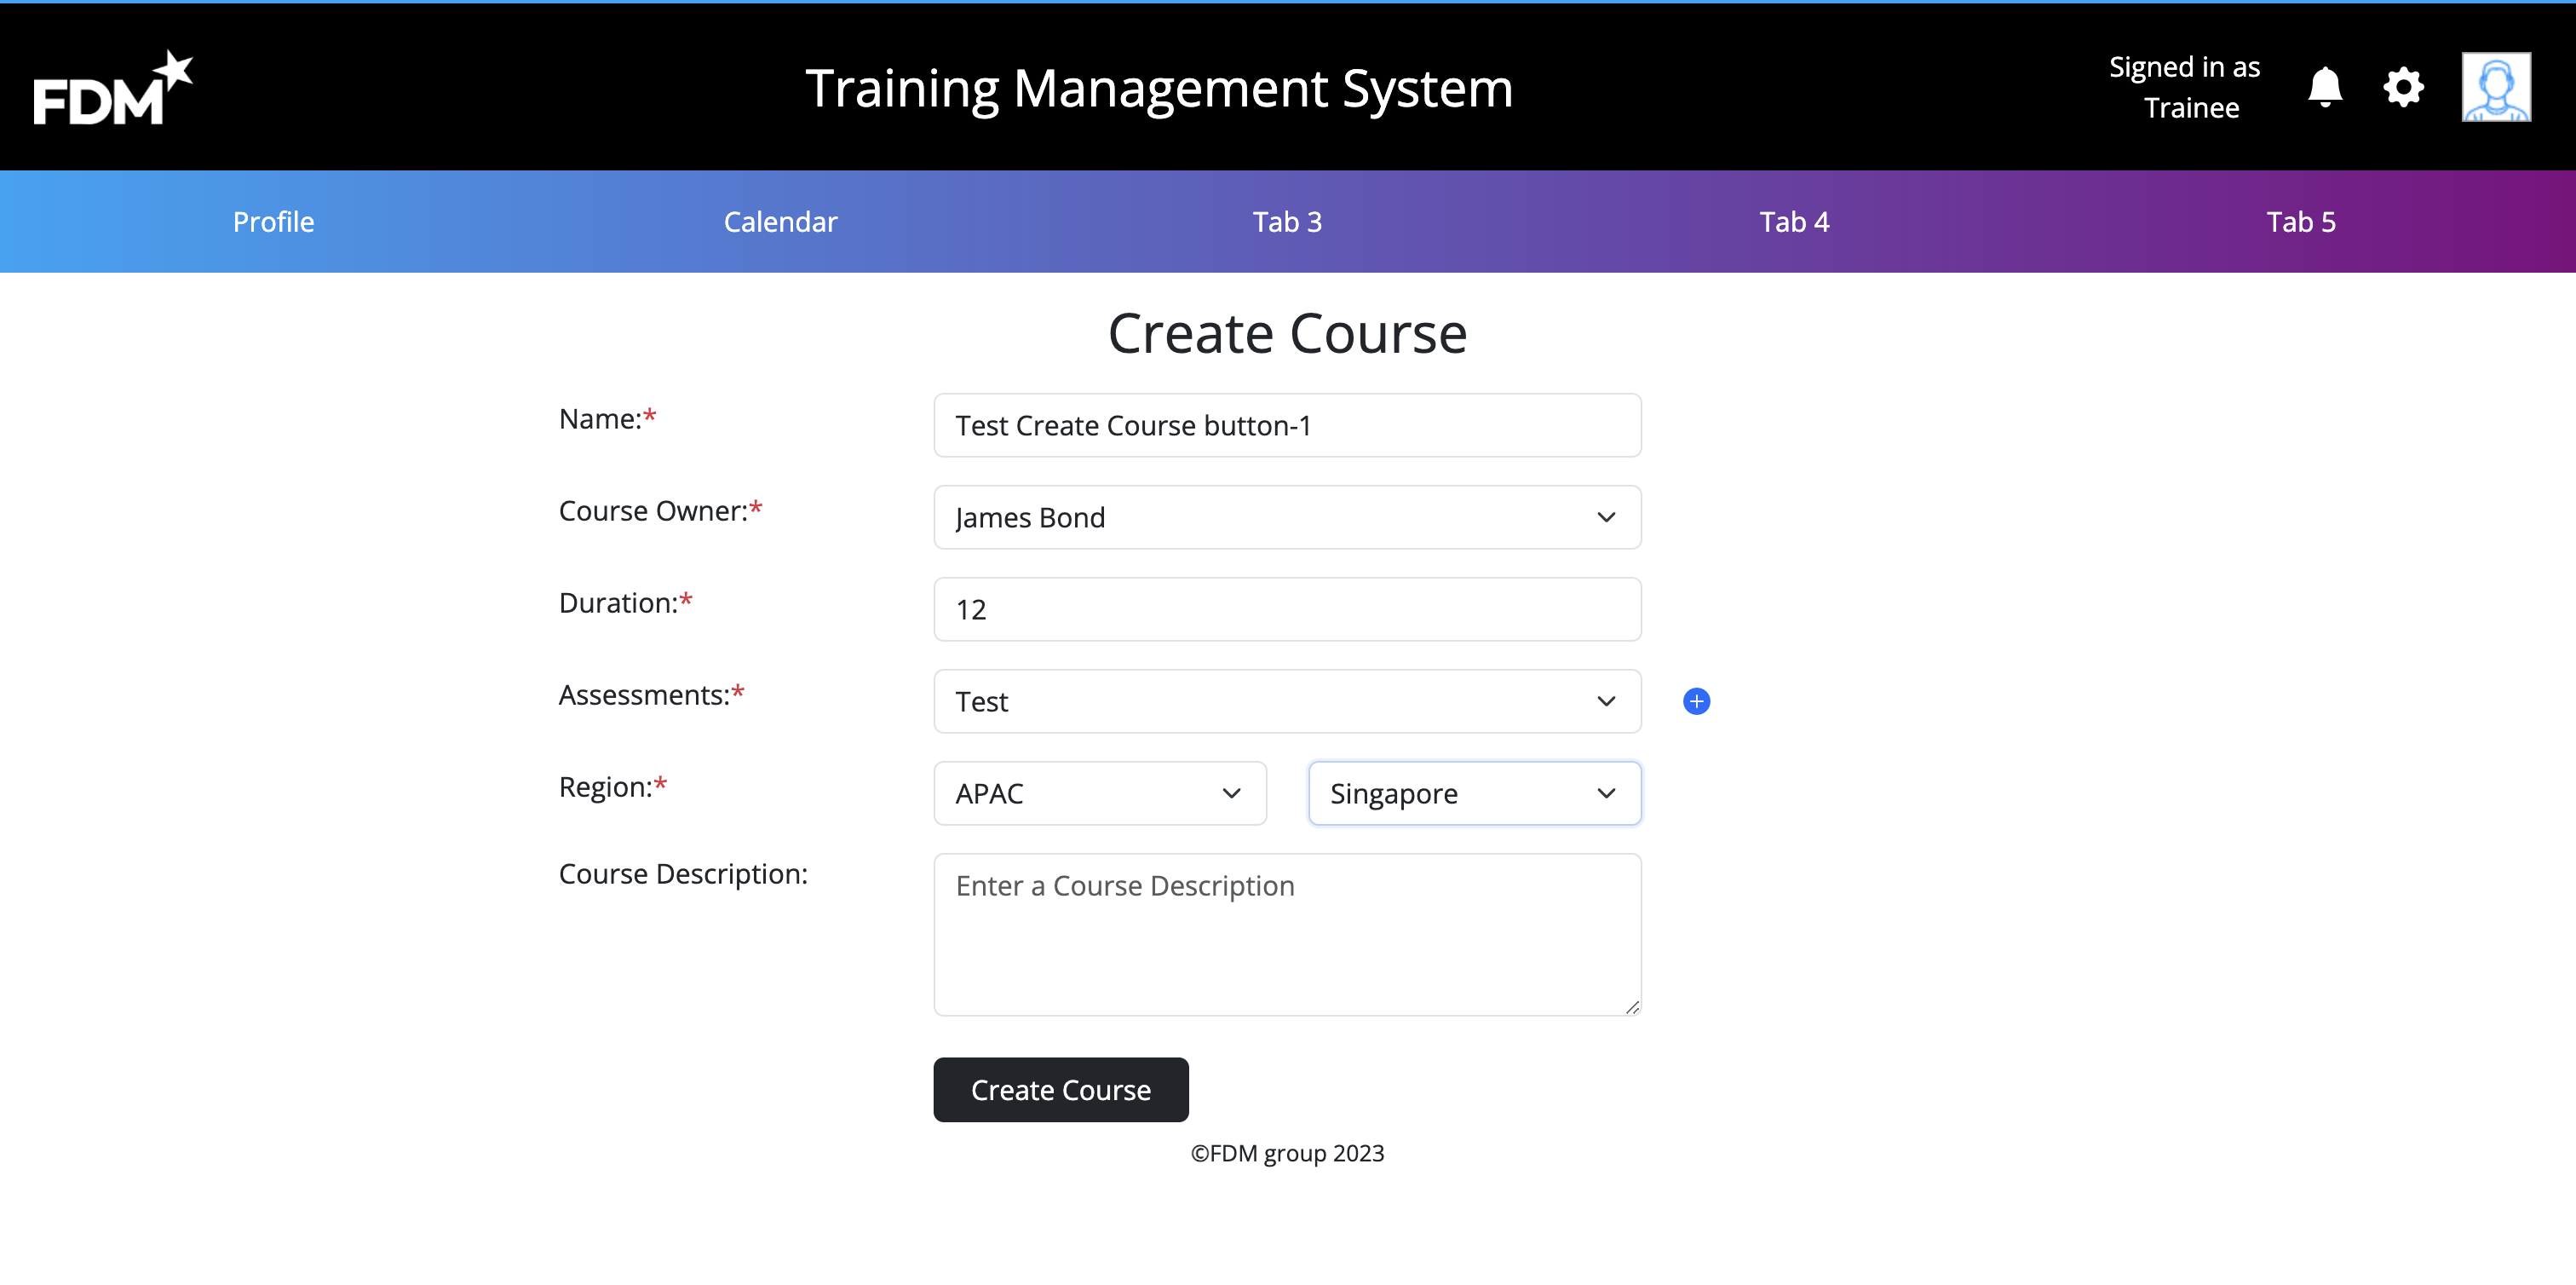 FDM
Training Management System
Signed in as
Trainee
Profile
Calendar
Tab 3
Tab 4
Tab 5
Create Course
Name:*
Test Create Course button-1
Course Owner:*
James Bond
Duration:*
12
Assessments:*
Test
Region:*
APAC
Singapore
Course Description:
Enter a Course Description
Create Course
©FDM group 2023